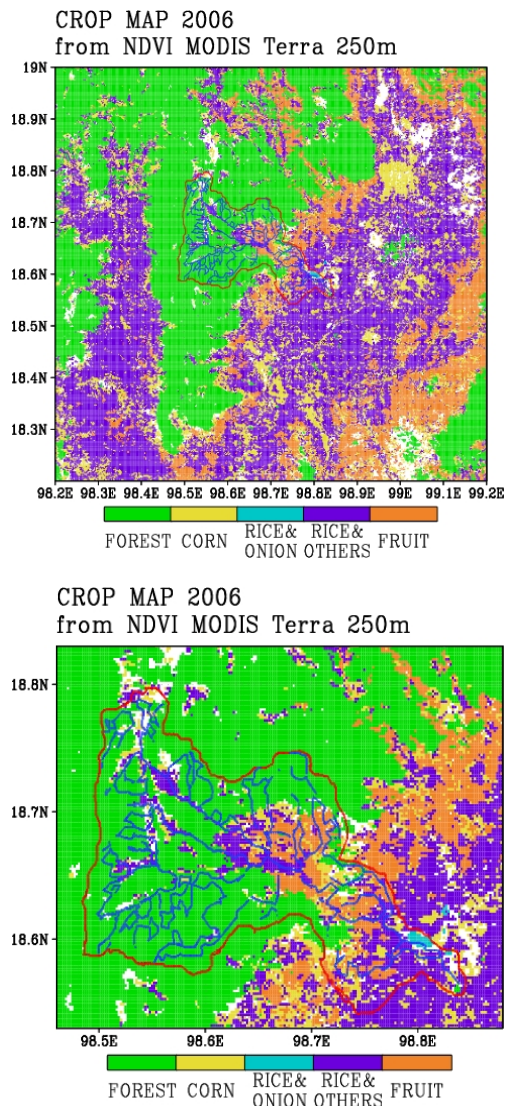 CROP MAP 2006
from NDVI MODIS Terra 250m
19N
18.9N
18.8N
18.7N
18.6N
18.5N
18.4N
18.3N
98.2E 98.3E 98.4E 98.5E 98.6E 98.7E 98.8E 98.9E 99E 99.1E 99.2E
FOREST CORN RICE& ONION RICE& OTHERS FRUIT
CROP MAP 2006
from NDVI MODIS Terra 250m
18.8N
18.7N
18.6N
98.5E 98.6E 98.7E 98.8E
FOREST CORN RICE& ONION RICE& OTHERS FRUIT